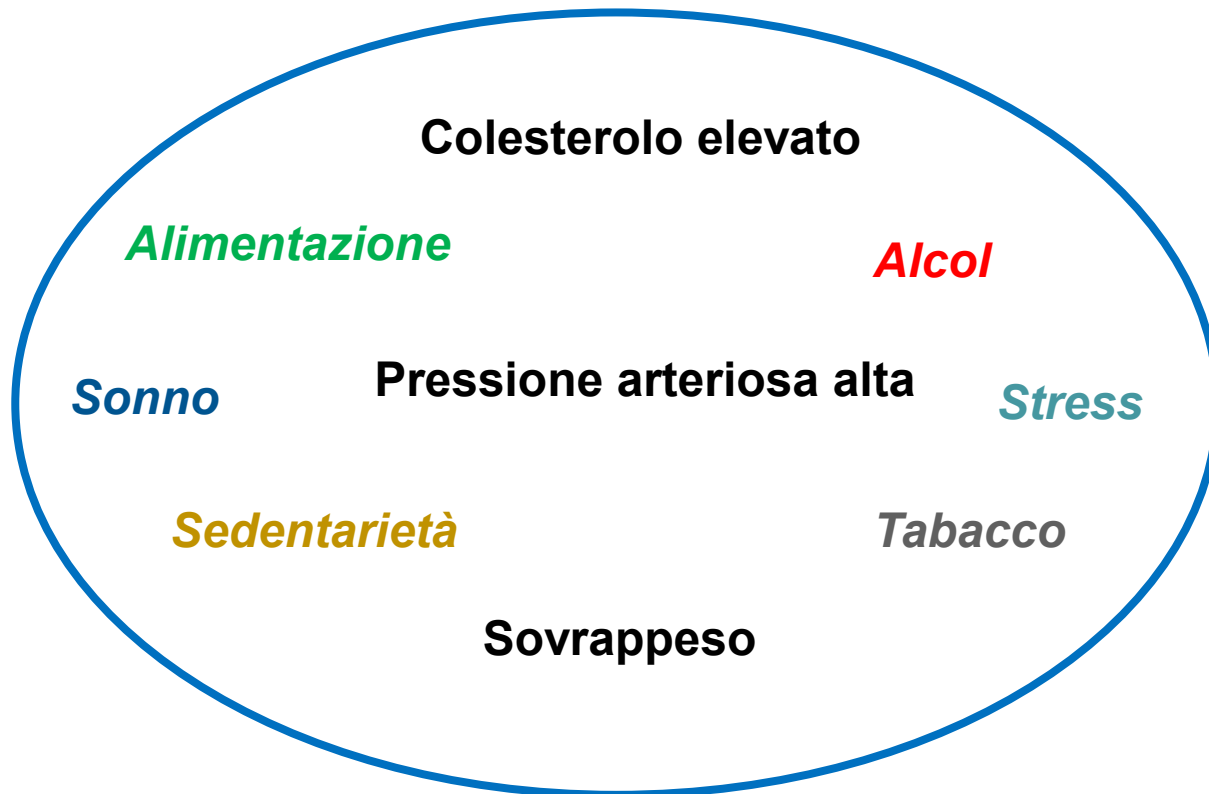 Colesterolo elevato
Alimentazione
Alcol
Pressione arteriosa alta
Sonno
Stress
Sedentarietà
Tabacco
Sovrappeso